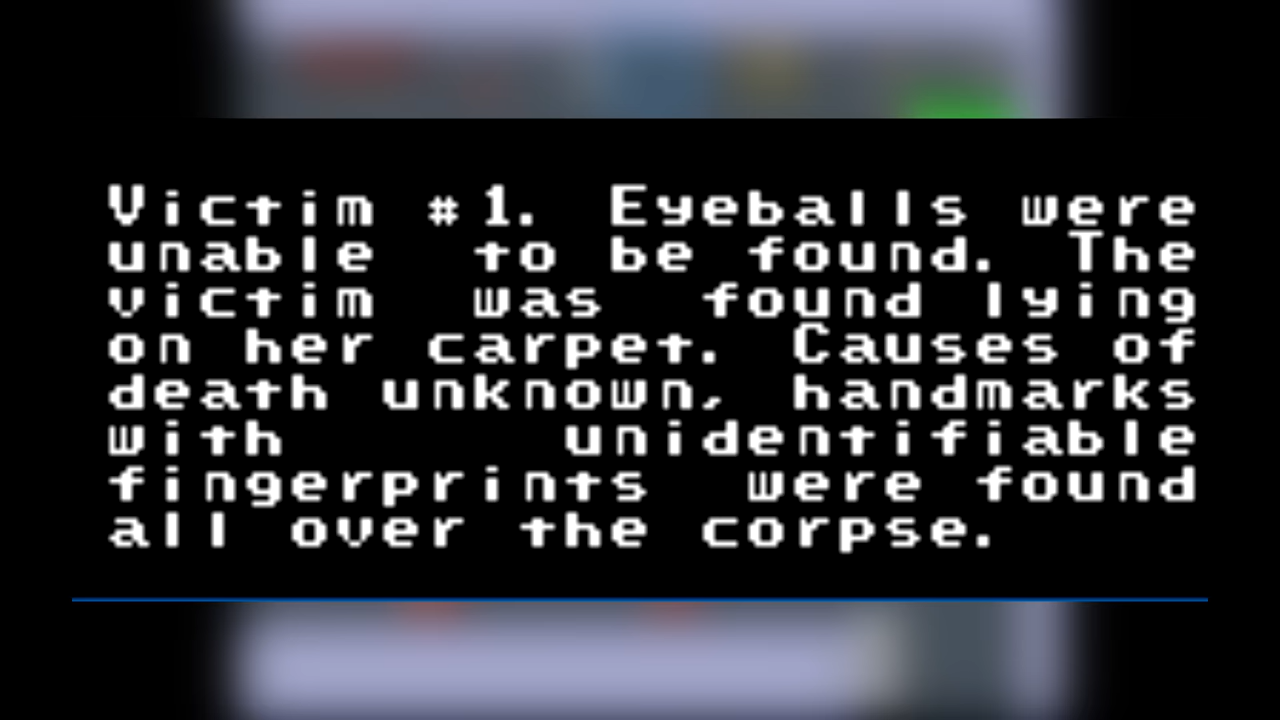 Victim #1. Eyeballs were
unable to be found. The
victim was found lying
on her carpet. Causes of
death unknown, handmarks
with unidentifiable
fingerprints were found
all over the corpse.